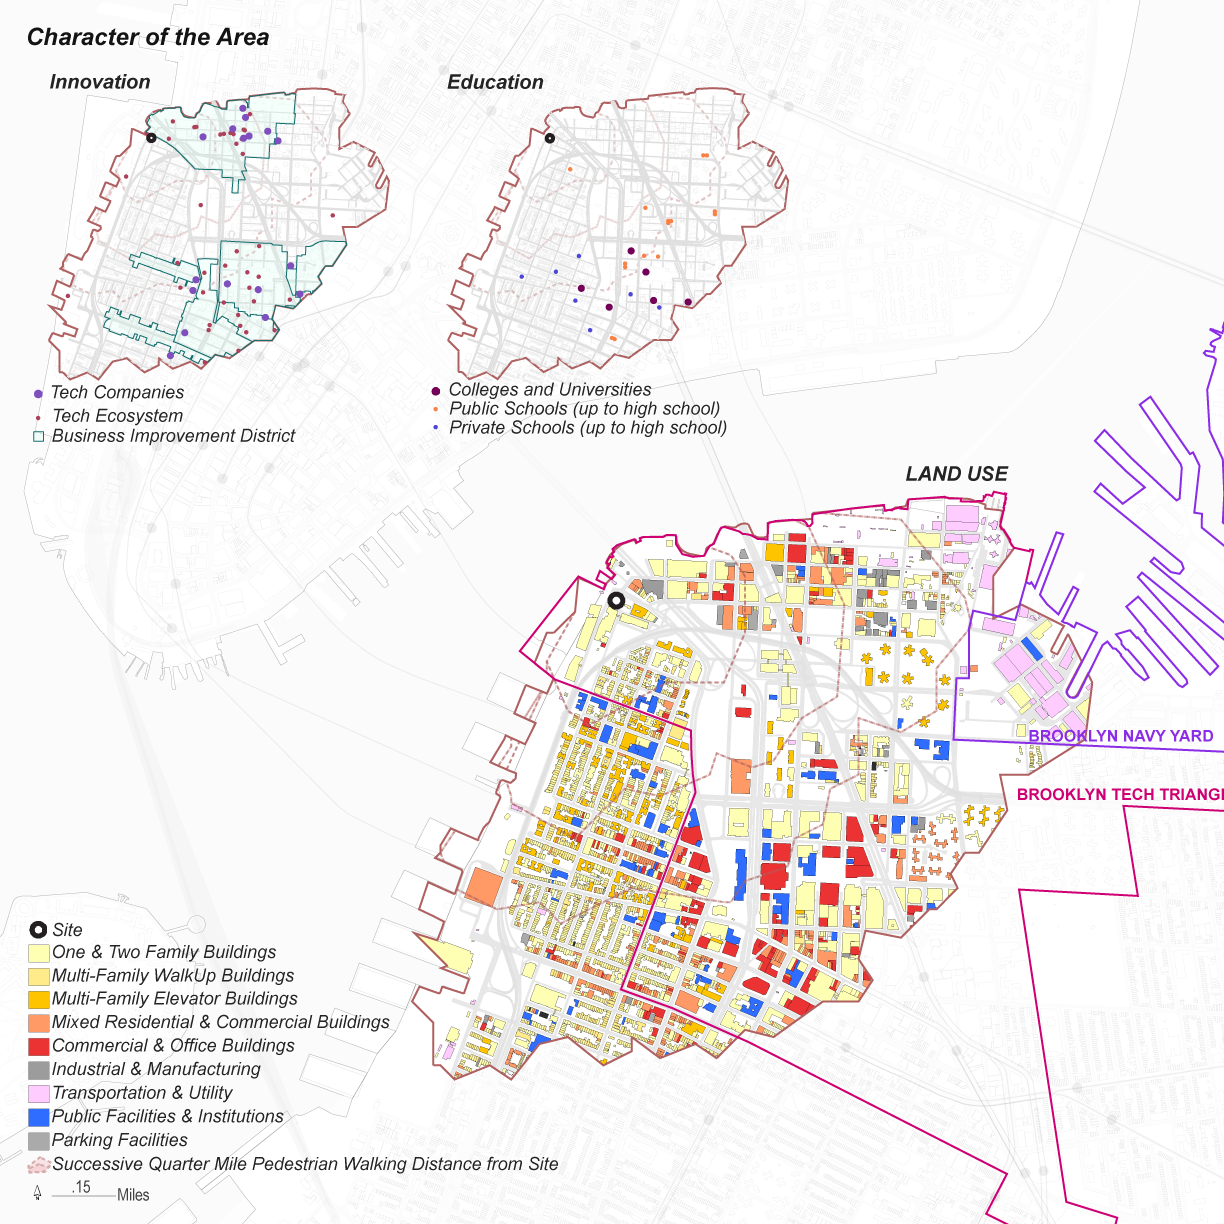 Character of the Area
Innovation
Education
Tech Companies
Tech Ecosystem
Business Improvement District
Colleges and Universities
Public Schools (up to high school)
Private Schools (up to high school)
LAND USE
BROOKLYN NAVY YARD
BROOKLYN TECH TRIANG
Site
One & Two Family Buildings
Multi-Family WalkUp Buildings
Multi-Family Elevator Buildings
Mixed Residential & Commercial Buildings
Commercial & Office Buildings
Industrial & Manufacturing
Transportation & Utility
Public Facilities & Institutions
Parking Facilities
Successive Quarter Mile Pedestrian Walking Distance from Site
.15 Miles